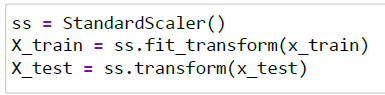 ss = StandardScaler()
X_train = ss.fit_transform(x_train)
X_test = ss.transform(x_test)